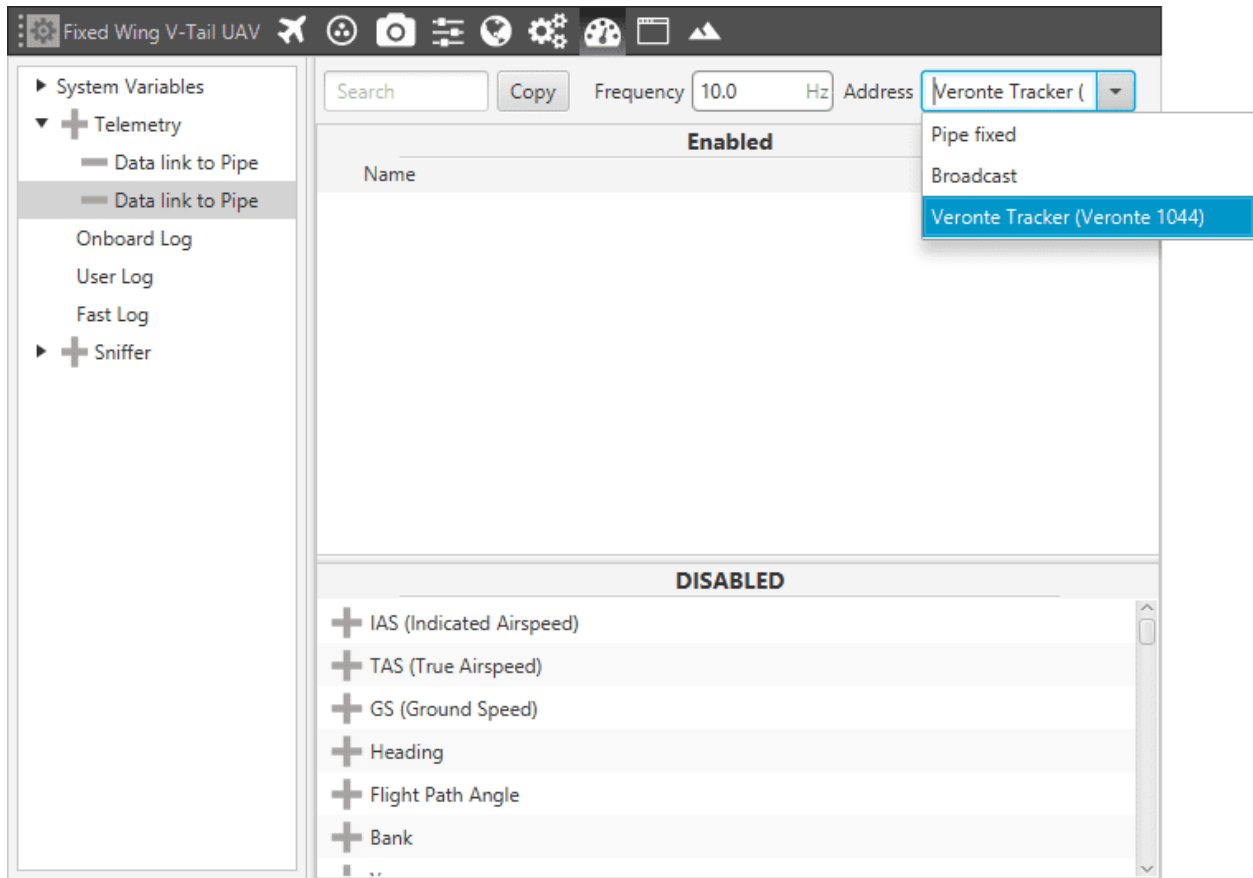 Fixed Wing V-Tail UAV
System Variables
Telemetry
Data link to Pipe
Data link to Pipe
Onboard Log
User Log
Fast Log
Sniffer
Search Copy Frequency 10.0 Hz Address Veronte Tracker (
Pipe fixed
Broadcast
Veronte Tracker (Veronte 1044)
Enabled
Name
DISABLED
IAS (Indicated Airspeed)
TAS (True Airspeed)
GS (Ground Speed)
Heading
Flight Path Angle
Bank